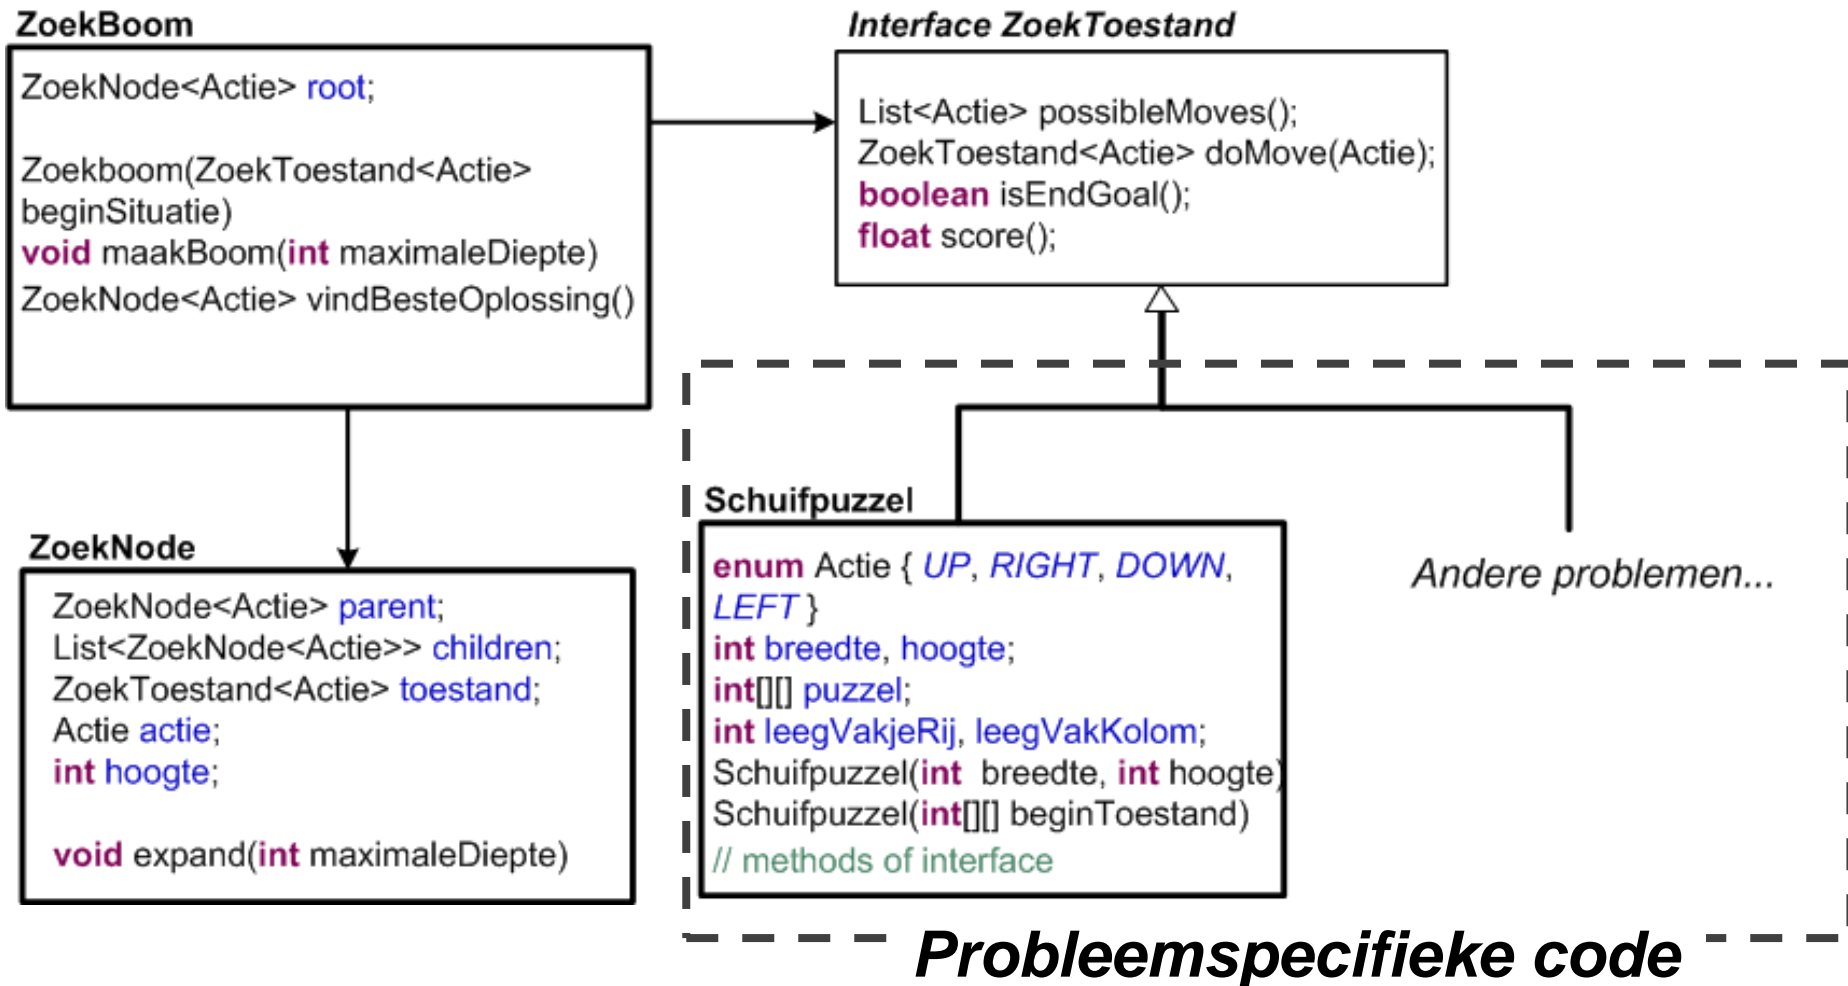 ZoekBoom
ZoekNode<Actie> root;
Zoekboom(ZoekToestand<Actie>
beginSituatie)
void maakBoom(int maximaleDiepte)
ZoekNode<Actie> vindBesteOplossing()
Interface ZoekToestand
List<Actie> possibleMoves();
ZoekToestand<Actie> doMove(Actie);
boolean isEndGoal();
float score();
ZoekNode
ZoekNode<Actie> parent;
List<ZoekNode<Actie>> children;
ZoekToestand<Actie> toestand;
Actie actie;
int hoogte;
void expand(int maximaleDiepte)
Schuifpuzzel
enum Actie { UP, RIGHT, DOWN,
LEFT }
int breedte, hoogte;
int[][] puzzel;
int leegVakjeRij, leegVakKolom;
Schuifpuzzel(int breedte, int hoogte)
Schuifpuzzel(int[][] beginToestand)
// methods of interface
Andere problemen...
Probleemspecifieke code